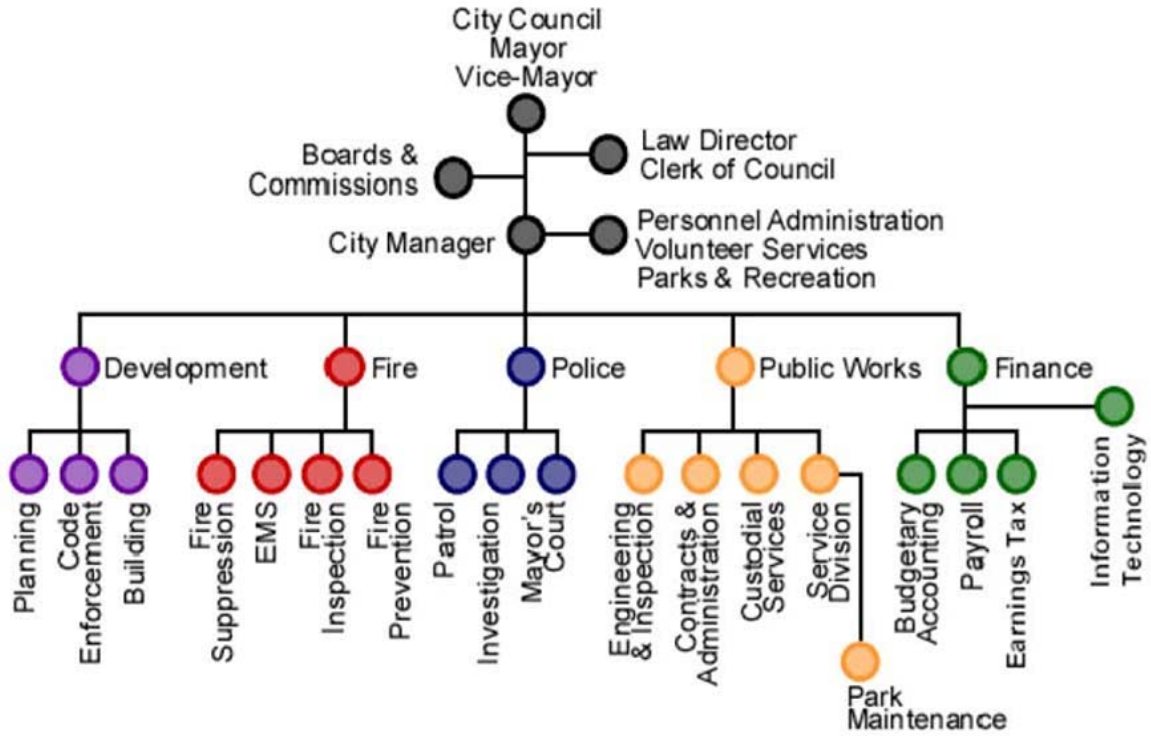 City Council
Mayor
Vice-Mayor
Law Director
Clerk of Council
Boards &
Commissions
City Manager
Personnel Administration
Volunteer Services
Parks & Recreation
Development
Fire
Police
Public Works
Finance
Planning
Code
Enforcement
Building
Fire
Suppression
EMS
Fire
Inspection
Fire
Prevention
Patrol
Investigation
Mayor's
Court
Engineering
& Inspection
Contracts &
Administration
Custodial
Services
Service
Division
Budgetary
Accounting
Payroll
Earnings Tax
Information
Technology
Park
Maintenance